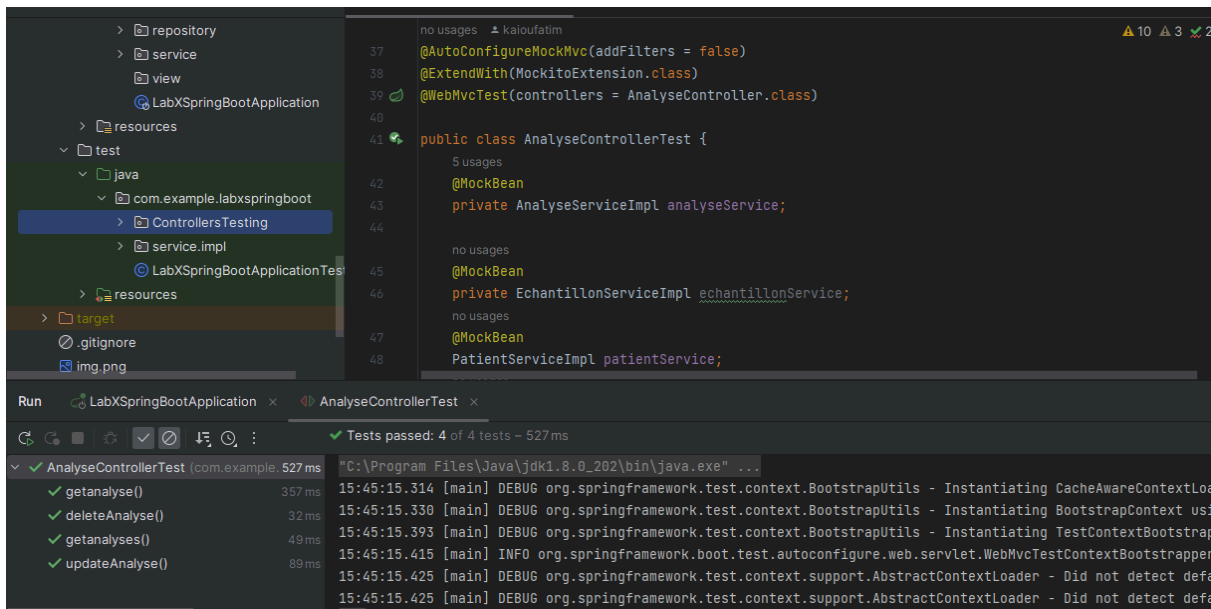 repository
service
view
LabXSpringBootApplication
resources
test
java
com.example.labxspringboot
ControllersTesting
service.impl
LabXSpringBootApplicationTes
resources
target
.gitignore
img.png
no usages kaioufatim
10 3 2
37 @AutoConfigureMockMvc(addFilters = false)
38 @ExtendWith(MockitoExtension.class)
39 @WebMvcTest(controllers = AnalyseController.class)
40
41 public class AnalyseControllerTest {
5 usages
42 @MockBean
43 private AnalyseServiceImpl analyseService;
44
no usages
45 @MockBean
46 private EchantillonServiceImpl echantillonService;
no usages
47 @MockBean
48 PatientServiceImpl patientService;
Run LabXSpringBootApplication × AnalyseControllerTest ×
Tests passed: 4 of 4 tests – 527 ms
AnalyseControllerTest (com.example. 527 ms
getanalyse() 357 ms
deleteAnalyse() 32 ms
getanalyses() 49 ms
updateAnalyse() 89 ms
"C:\Program Files\Java\jdk1.8.0_202\bin\java.exe" ...
15:45:15.314 [main] DEBUG org.springframework.test.context.BootstrapUtils - Instantiating CacheAwareContextLoa
15:45:15.330 [main] DEBUG org.springframework.test.context.BootstrapUtils - Instantiating BootstrapContext usi
15:45:15.393 [main] DEBUG org.springframework.test.context.BootstrapUtils - Instantiating TestContextBootstrap
15:45:15.415 [main] INFO org.springframework.boot.test.autoconfigure.web.servlet.WebMvcTestContextBootstrapper
15:45:15.425 [main] DEBUG org.springframework.test.context.support.AbstractContextLoader - Did not detect defa
15:45:15.425 [main] DEBUG org.springframework.test.context.support.AbstractContextLoader - Did not detect defa